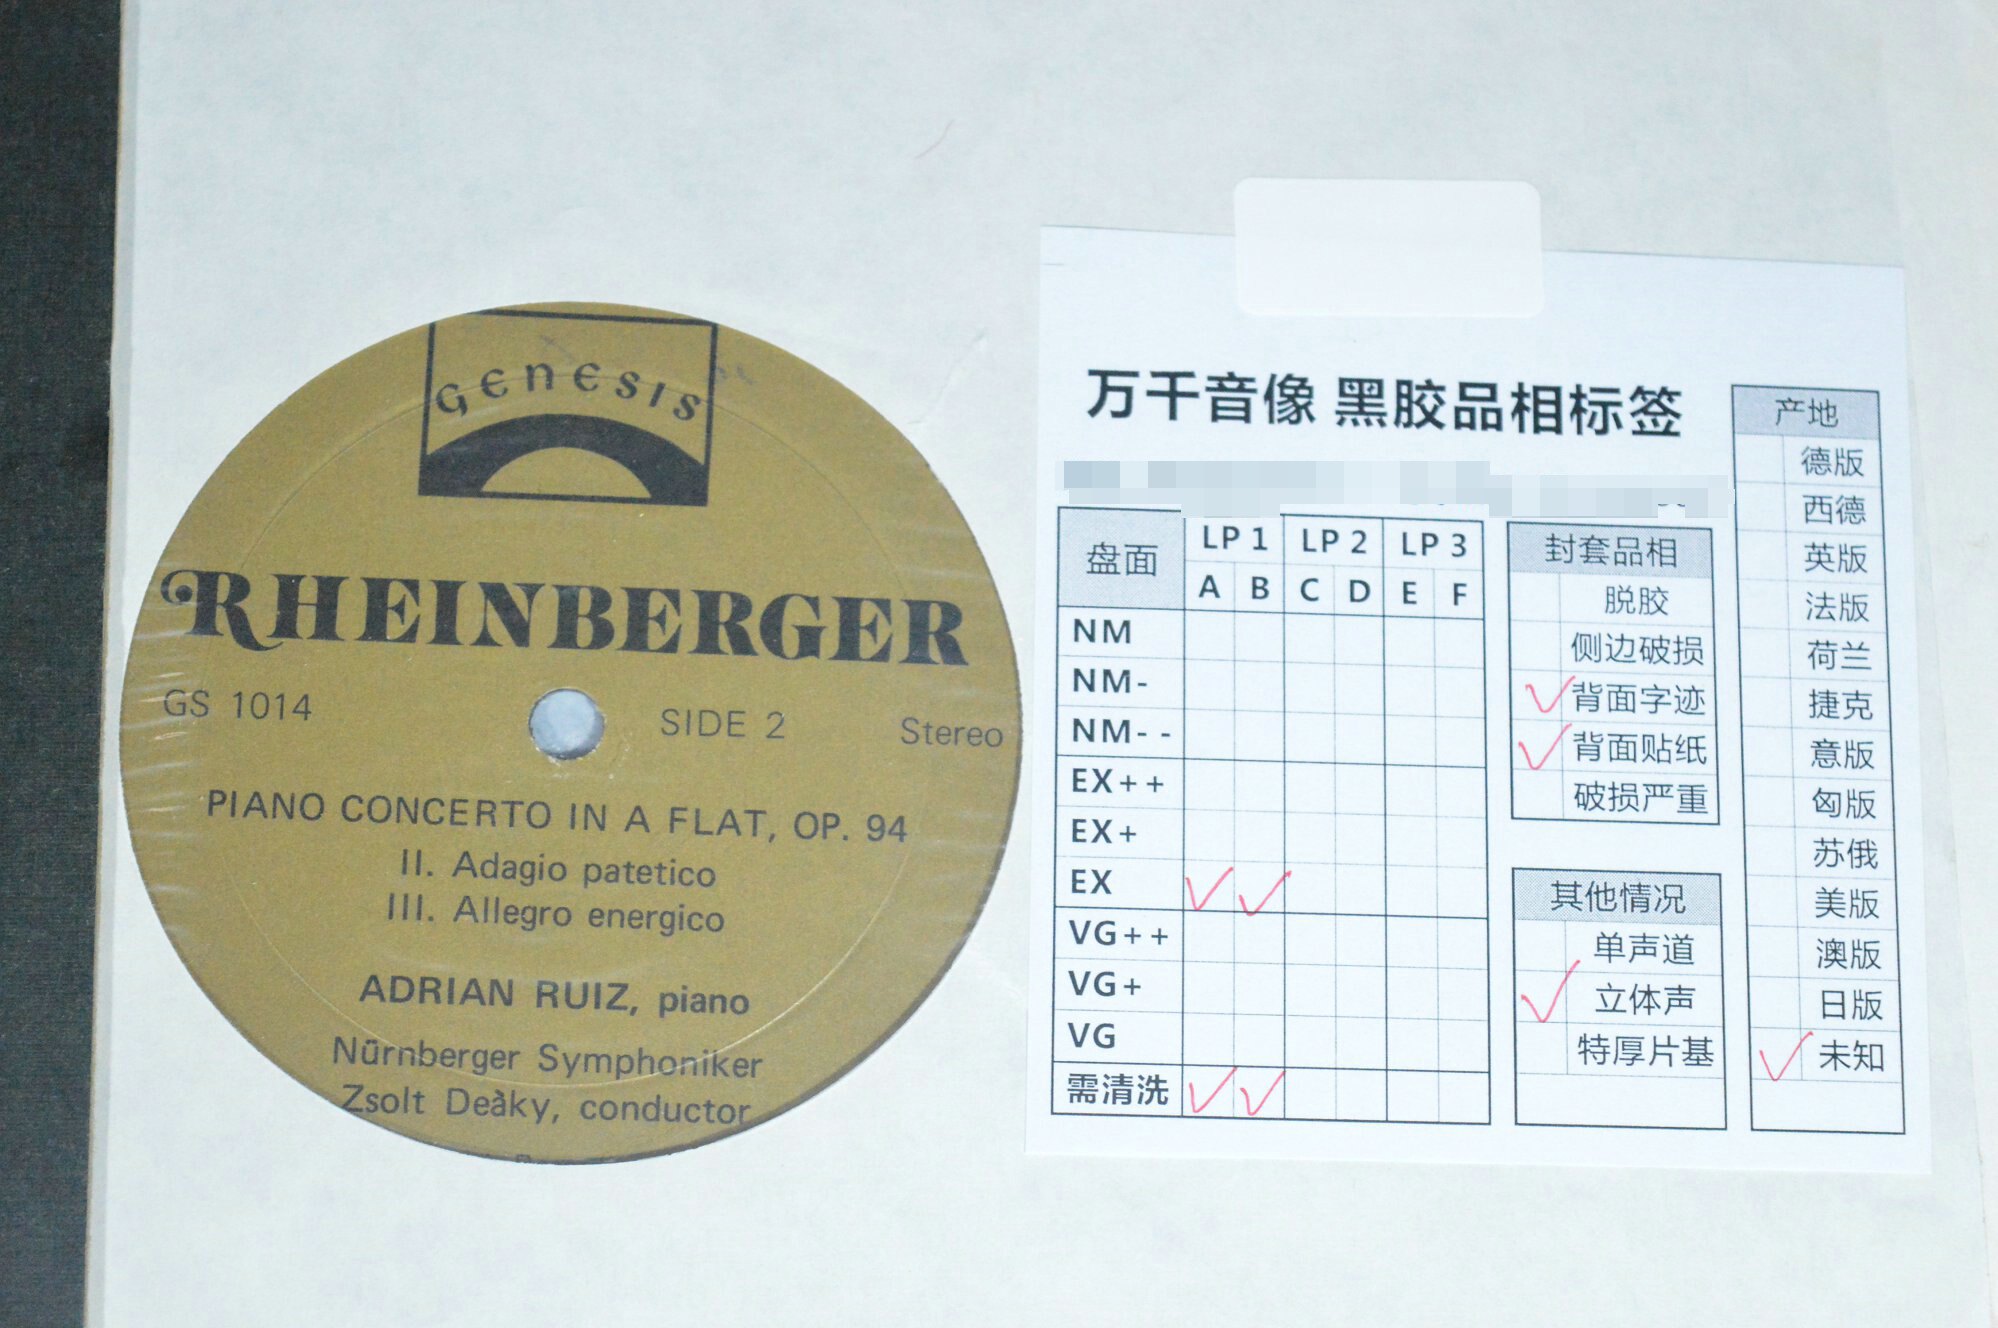 GENESIS
RHEINBERGER
GS 1014
SIDE 2
Stereo
PIANO CONCERTO IN A FLAT, OP. 94
II. Adagio patetico
III. Allegro energico
ADRIAN RUIZ, piano
Nürnberger Symphoniker
Zsolt Deàky, conductor
万千音像 黑胶品相标签
盘面 LP 1 LP 2 LP 3
A B C D E F
NM
NM-
NM--
EX++
EX+
EX ✓ ✓
VG++
VG+
VG
需清洗 ✓ ✓
封套品相
脱胶
侧边破损
✓ 背面字迹
✓ 背面贴纸
破损严重
其他情况
单声道
✓ 立体声
特厚片基
产地
德版
西德
英版
法版
荷兰
捷克
意版
匈版
苏俄
美版
澳版
日版
✓ 未知